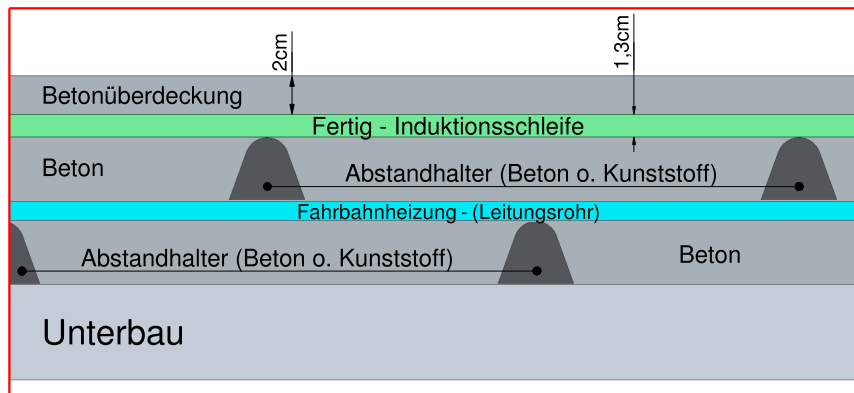 2cm
1,3cm
Betonüberdeckung
Fertig - Induktionsschleife
Beton
Abstandhalter (Beton o. Kunststoff)
Fahrbahnheizung - (Leitungsrohr)
Abstandhalter (Beton o. Kunststoff)
Beton
Unterbau